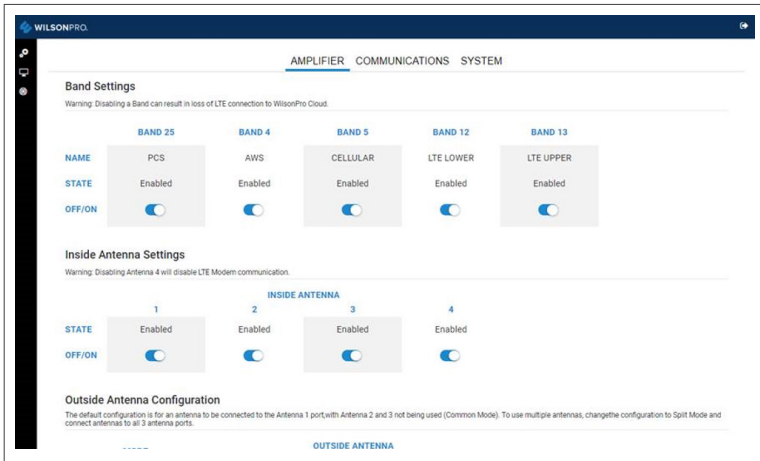 WILSONPRO.
AMPLIFIER COMMUNICATIONS SYSTEM
Band Settings
Warning: Disabling a Band can result in loss of LTE connection to WilsonPro Cloud.
BAND 25 BAND 4 BAND 5 BAND 12 BAND 13
NAME PCS AWS CELLULAR LTE LOWER LTE UPPER
STATE Enabled Enabled Enabled Enabled Enabled
OFF/ON
Inside Antenna Settings
Warning: Disabling Antenna 4 will disable LTE Modem communication.
INSIDE ANTENNA
1 2 3 4
STATE Enabled Enabled Enabled Enabled
OFF/ON
Outside Antenna Configuration
The default configuration is for an antenna to be connected to the Antenna 1 port,with Antenna 2 and 3 not being used (Common Mode). To use multiple antennas, changethe configuration to Split Mode and
connect antennas to all 3 antenna ports.
OUTSIDE ANTENNA